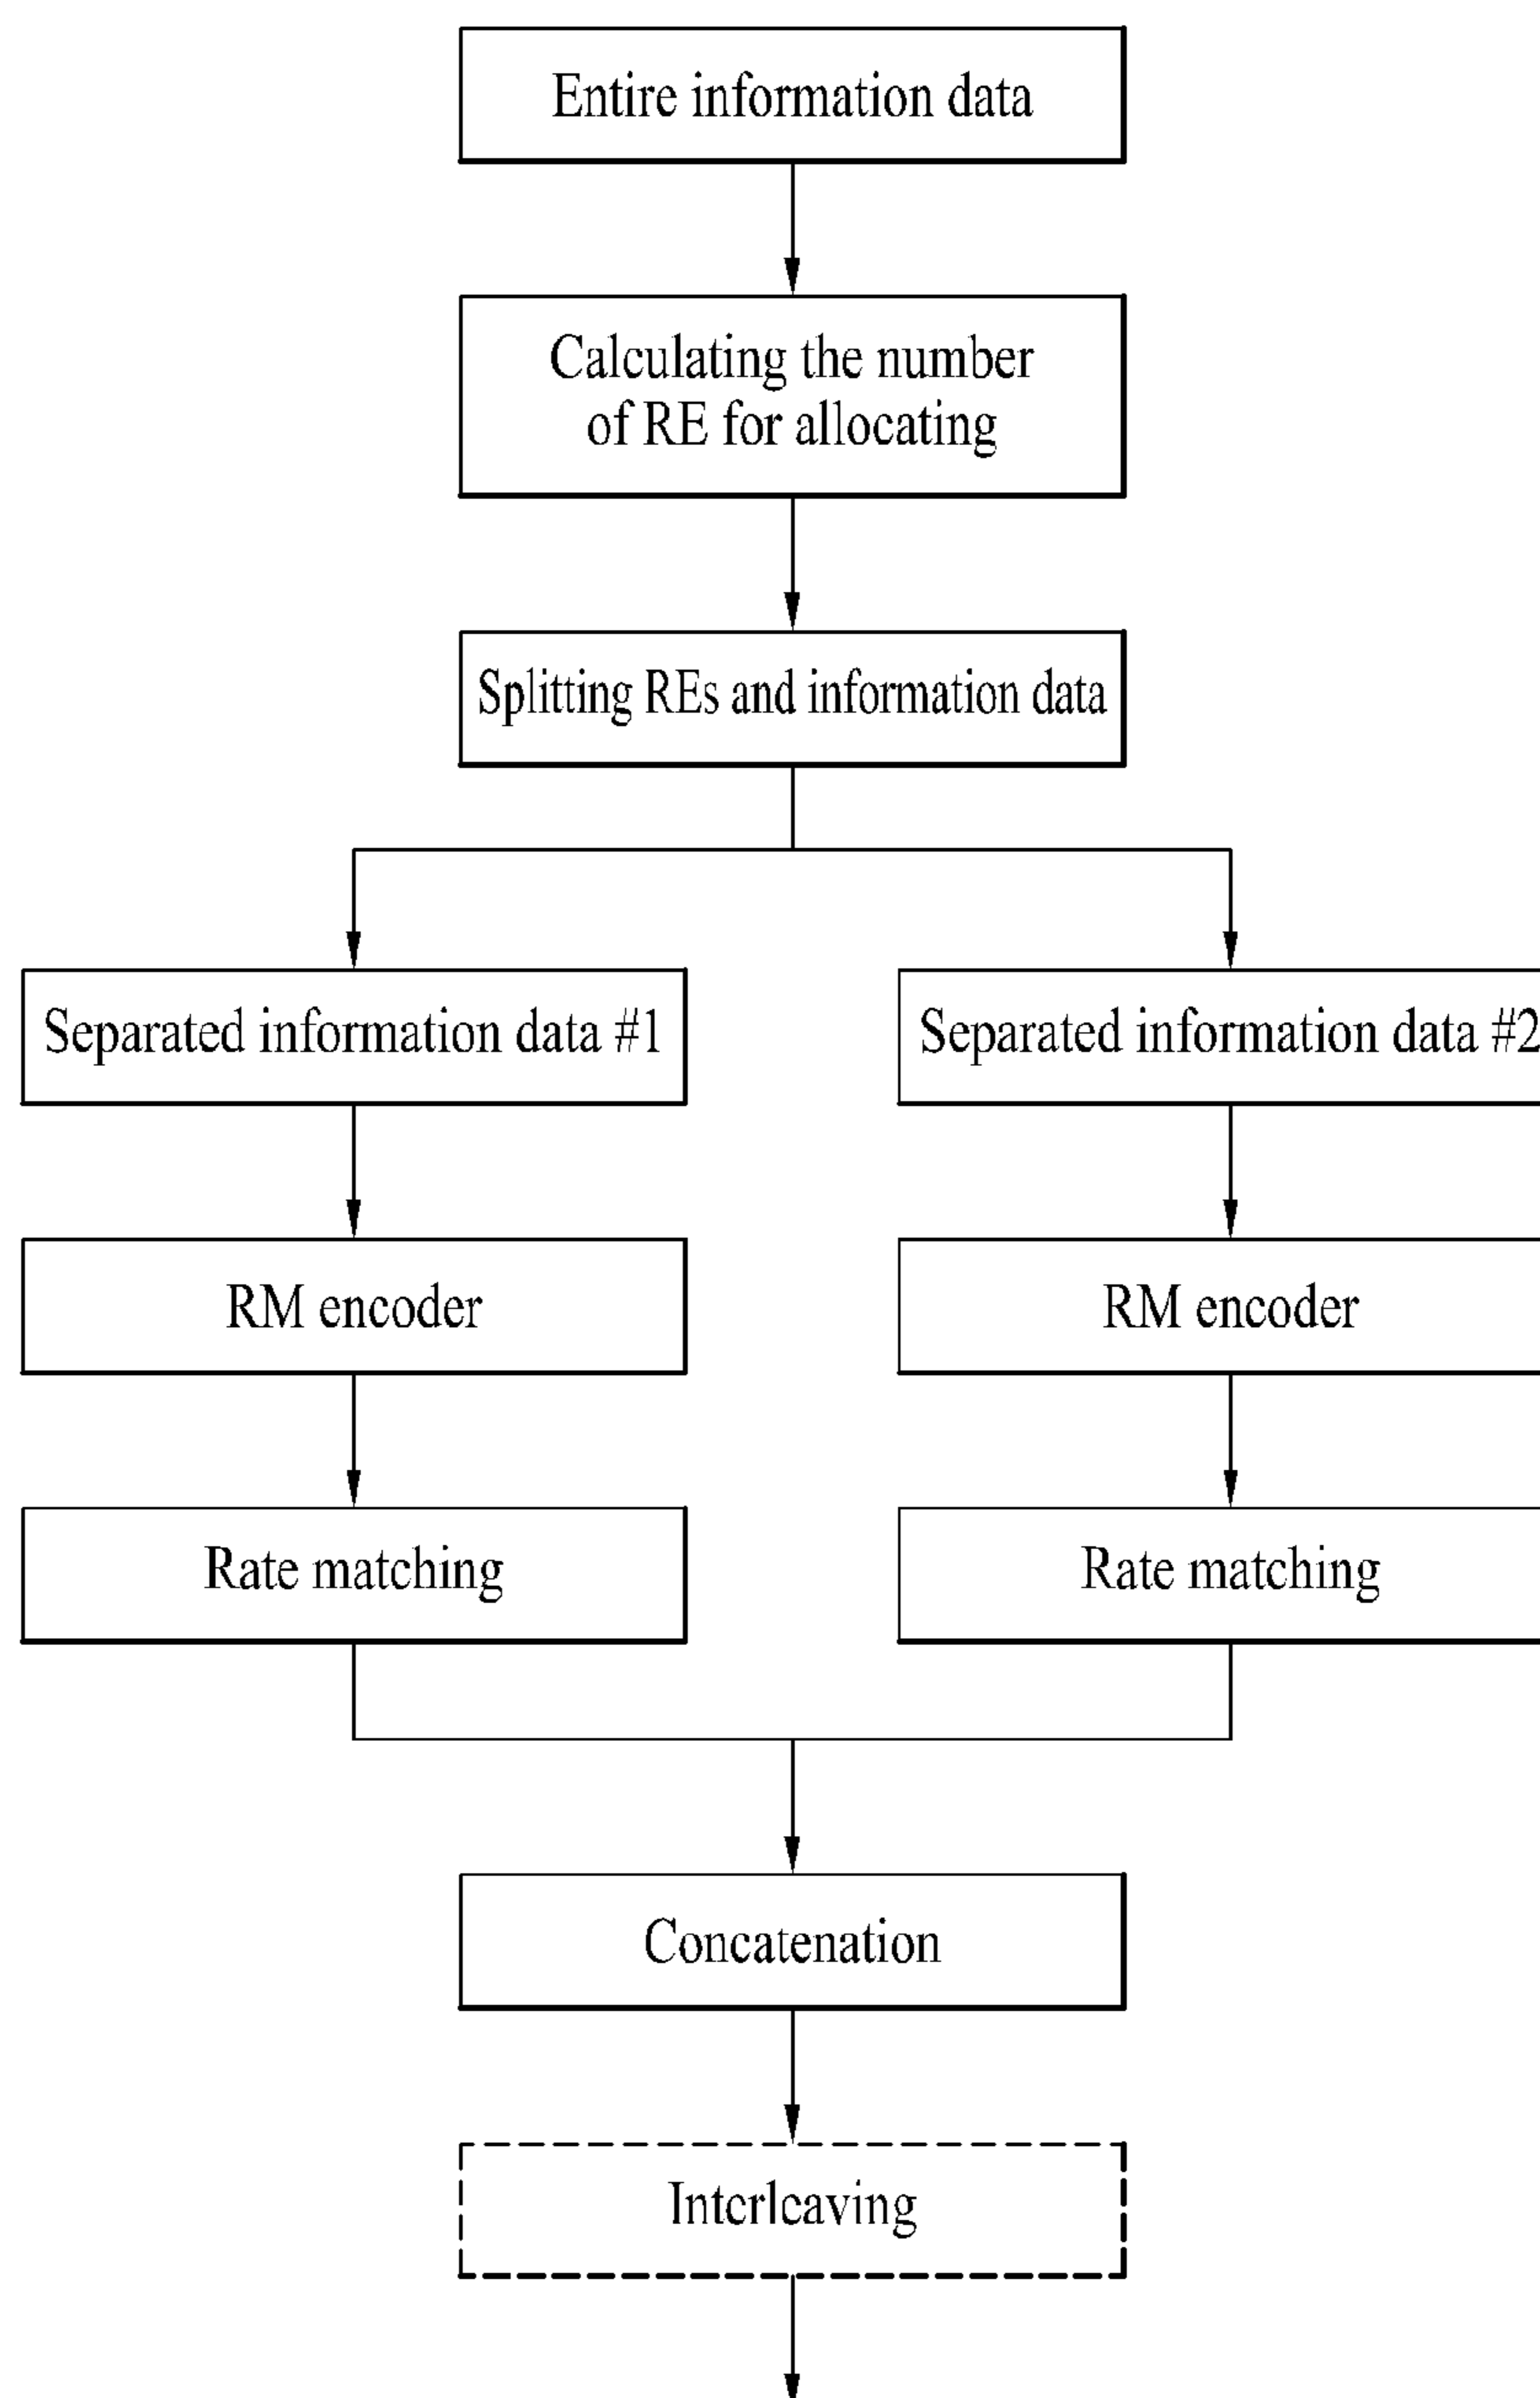 Entire information data
Calculating the number
of RE for allocating
Splitting REs and information data
Separated information data #1
Separated information data #2
RM encoder
RM encoder
Rate matching
Rate matching
Concatenation
Interleaving